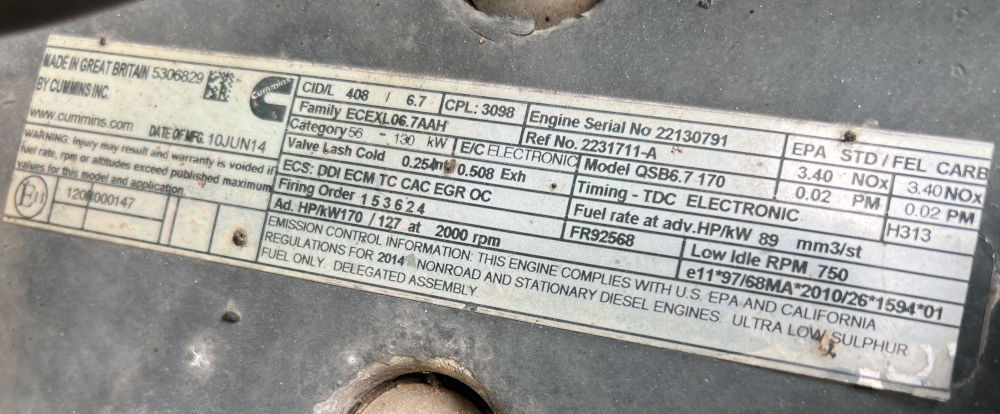 MADE IN GREAT BRITAIN 5306829
BY CUMMINS INC.
www.cummins.com DATE OF MFG. 10JUN14
WARNING: Injury may result and warranty is voided if
fuel rate, rpm or altitudes exceed published maximum
values for this model and application.
E11
120R000147
Cummins
CID/L 408 / 6.7 CPL: 3098
Family ECEXL06.7AAH
Category 56 - 130 kW E/C ELECTRONIC
Valve Lash Cold 0.254 Int 0.508 Exh
ECS: DDI ECM TC CAC EGR OC
Firing Order 1 5 3 6 2 4
Ad. HP/kW170 / 127 at 2000 rpm
Engine Serial No 22130791
Ref No. 2231711-A
Model QSB6.7 170
Timing - TDC ELECTRONIC
Fuel rate at adv.HP/kW 89 mm3/st
FR92568 Low Idle RPM 750
e11*97/68MA*2010/26*1594*01
EPA STD / FEL CARB
3.40 NOx 3.40 NOx
0.02 PM 0.02 PM
H313
EMISSION CONTROL INFORMATION: THIS ENGINE COMPLIES WITH U.S. EPA AND CALIFORNIA
REGULATIONS FOR 2014 NONROAD AND STATIONARY DIESEL ENGINES. ULTRA LOW SULPHUR
FUEL ONLY. DELEGATED ASSEMBLY